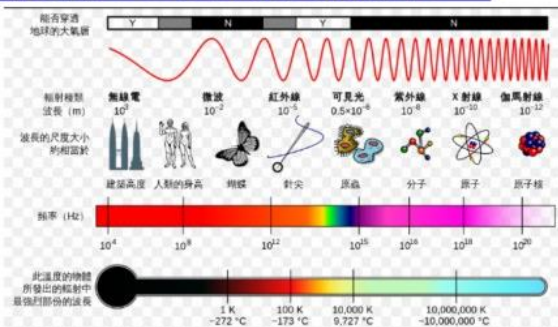 能否穿透
地球的大氣層
Y N Y N
輻射種類 無線電 微波 紅外線 可見光 紫外線 X 射線 伽馬射線
波長 (m) 10³ 10⁻² 10⁻⁵ 0.5×10⁻⁶ 10⁻⁸ 10⁻¹⁰ 10⁻¹²
波長的尺度大小
約相當於
建築高度 人類的身高 蝴蝶 針尖 原蟲 分子 原子 原子核
頻率 (Hz)
10⁴ 10⁸ 10¹² 10¹⁵ 10¹⁶ 10¹⁸ 10²⁰
此溫度的物體
所發出的輻射中
最強烈部份的波長
1 K 100 K 10,000 K 10,000,000 K
−272 °C −173 °C 9,727 °C ~10,000,000 °C